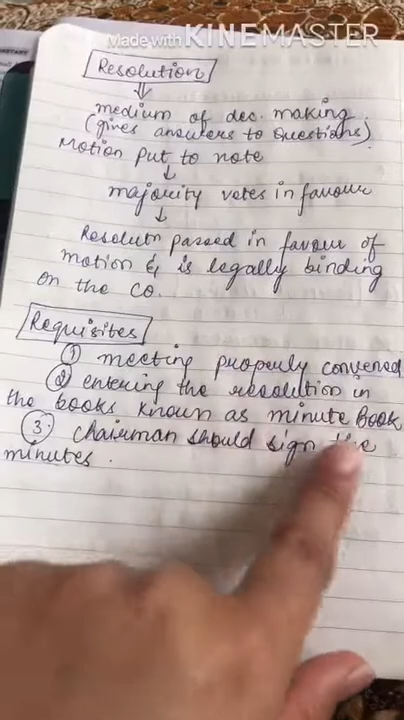 Made with KINEMASTER
Resolution
medium of dec. making
(gives answers to Questions)
Motion put to note
majority votes in favour
Resolutn passed in favour of
motion & is legally binding
on the co.
Requisites
① meeting properly convened
② entering the resolution in
the books known as minute Book
③ chairman should sign the
minutes.